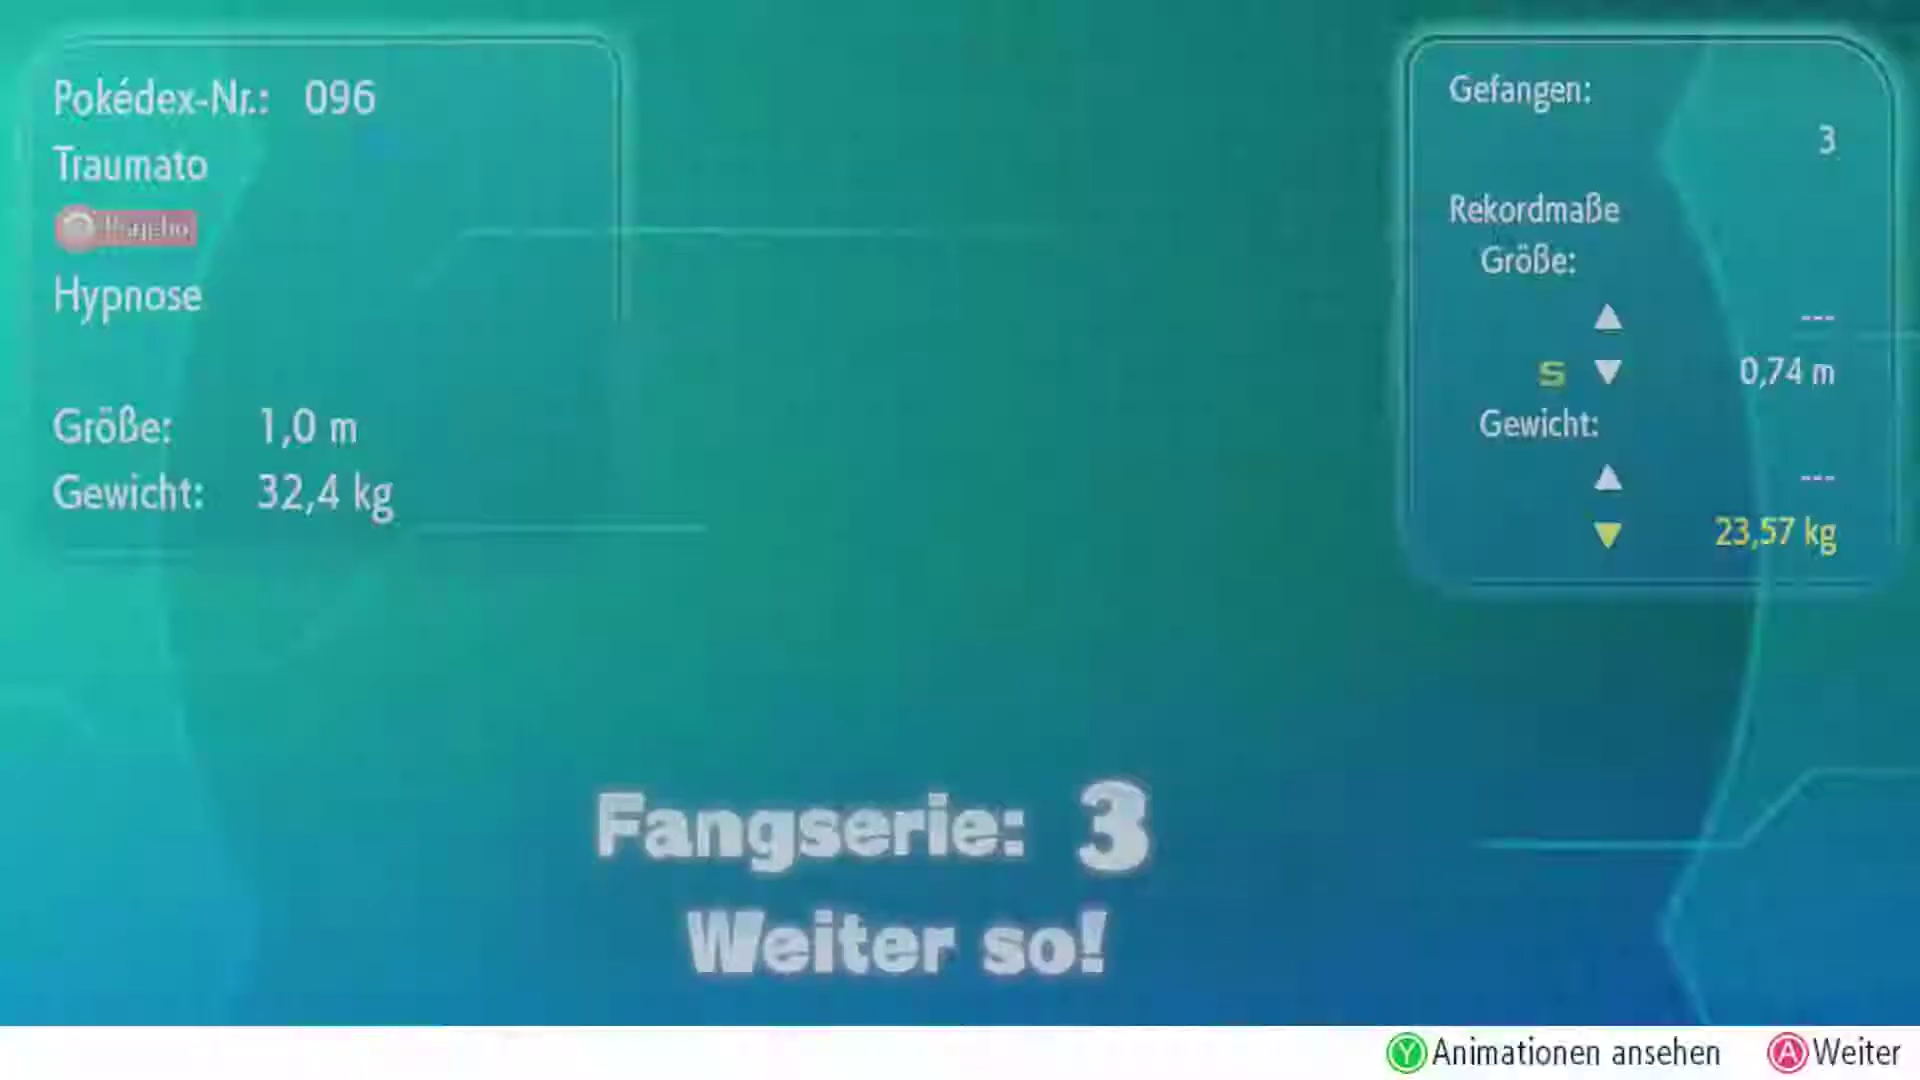 Pokédex-Nr.: 096
Traumato
Psycho
Hypnose
Größe: 1,0 m
Gewicht: 32,4 kg
Gefangen:
3
Rekordmaße
Größe:
▲ ---
S ▼ 0,74 m
Gewicht:
▲ ---
▼ 23,57 kg
Fangserie: 3
Weiter so!
Y Animationen ansehen A Weiter